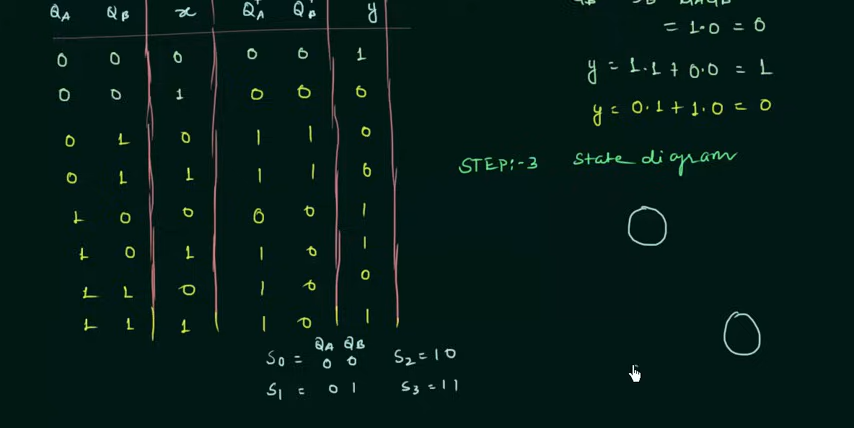 QA QB x QA⁺ QB⁺ y
0 0 0 0 0 1
0 0 1 0 0 0
0 1 0 1 1 0
0 1 1 1 1 0
1 0 0 0 0 1
1 0 1 1 0 1
1 1 0 1 0 0
1 1 1 1 0 1
QA QB
S0 = 0 0 S2 = 10
S1 = 0 1 S3 = 11
= 1·0 = 0
y = 1·1 + 0·0 = 1
y = 0·1 + 1·0 = 0
STEP:-3 State diagram